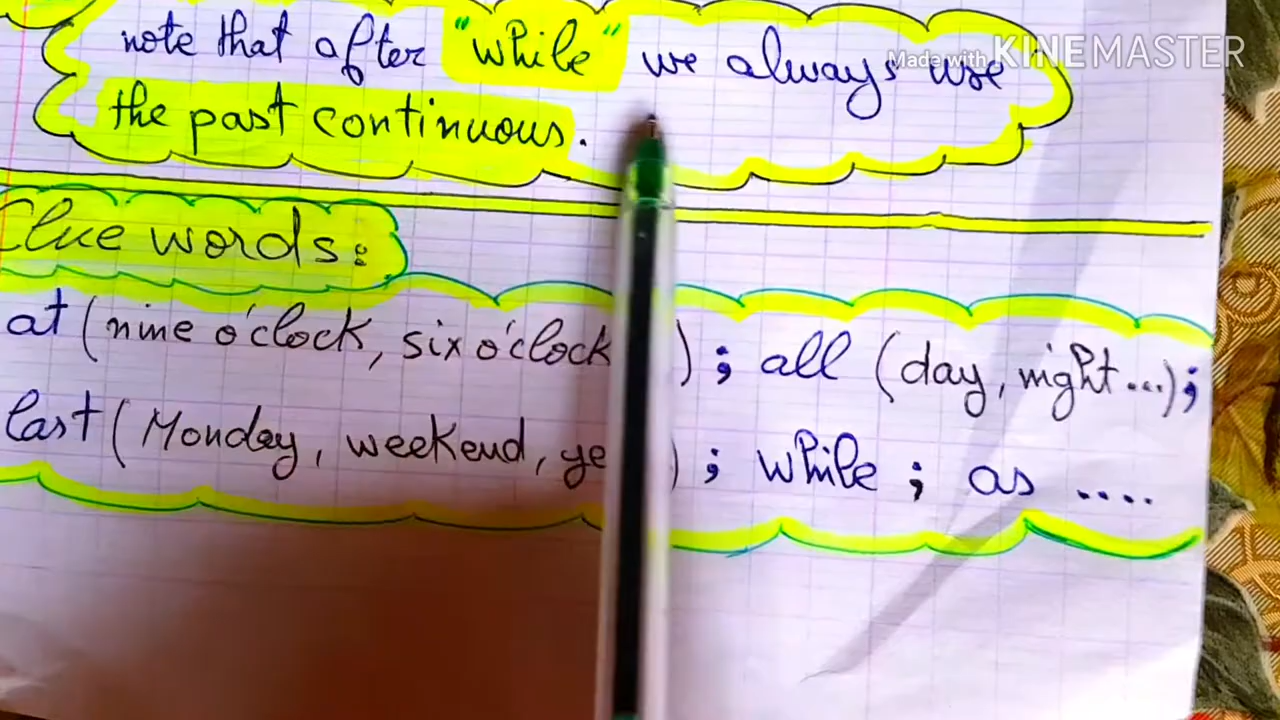 note that after "while" we always use
the past continuous.
Made with KINEMASTER
Clue words:
at (nine o'clock, six o'clock ) ; all (day, night ...);
last (Monday, weekend, ) ; while ; as ....